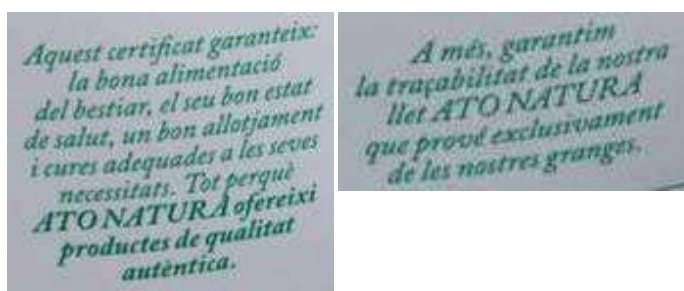 Aquest certificat garanteix:
la bona alimentació
del bestiar, el seu bon estat
de salut, un bon allotjament
i cures adequades a les seves
necessitats. Tot perquè
ATO NATURA ofereixi
productes de qualitat
autèntica.
A més, garantim
la traçabilitat de la nostra
llet ATO NATURA
que prové exclusivament
de les nostres granges.